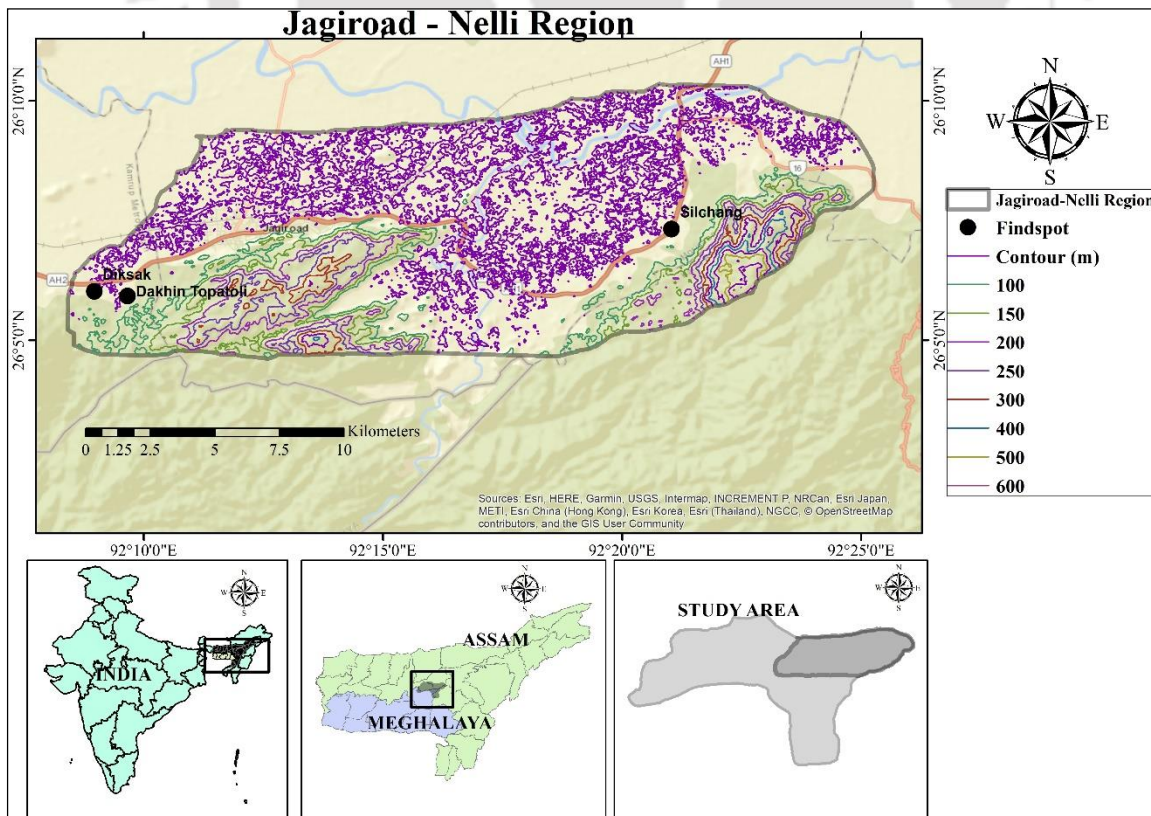 Jagiroad - Nelli Region
26°10'0"N
26°5'0"N
AH1
AH2
16
Kamrup Metro
Jagiroad
Silchang
Diksak
Dakhin Topatoli
26°10'0"N
26°5'0"N
Kilometers
0 1.25 2.5 5 7.5 10
Sources: Esri, HERE, Garmin, USGS, Intermap, INCREMENT P, NRCan, Esri Japan,
METI, Esri China (Hong Kong), Esri Korea, Esri (Thailand), NGCC, © OpenStreetMap
contributors, and the GIS User Community
92°10'0"E 92°15'0"E 92°20'0"E 92°25'0"E
N
W E
S
Jagiroad-Nelli Region
Findspot
Contour (m)
100
150
200
250
300
400
500
600
INDIA
N
W E
S
ASSAM
MEGHALAYA
N
W E
S
STUDY AREA
N
W E
S